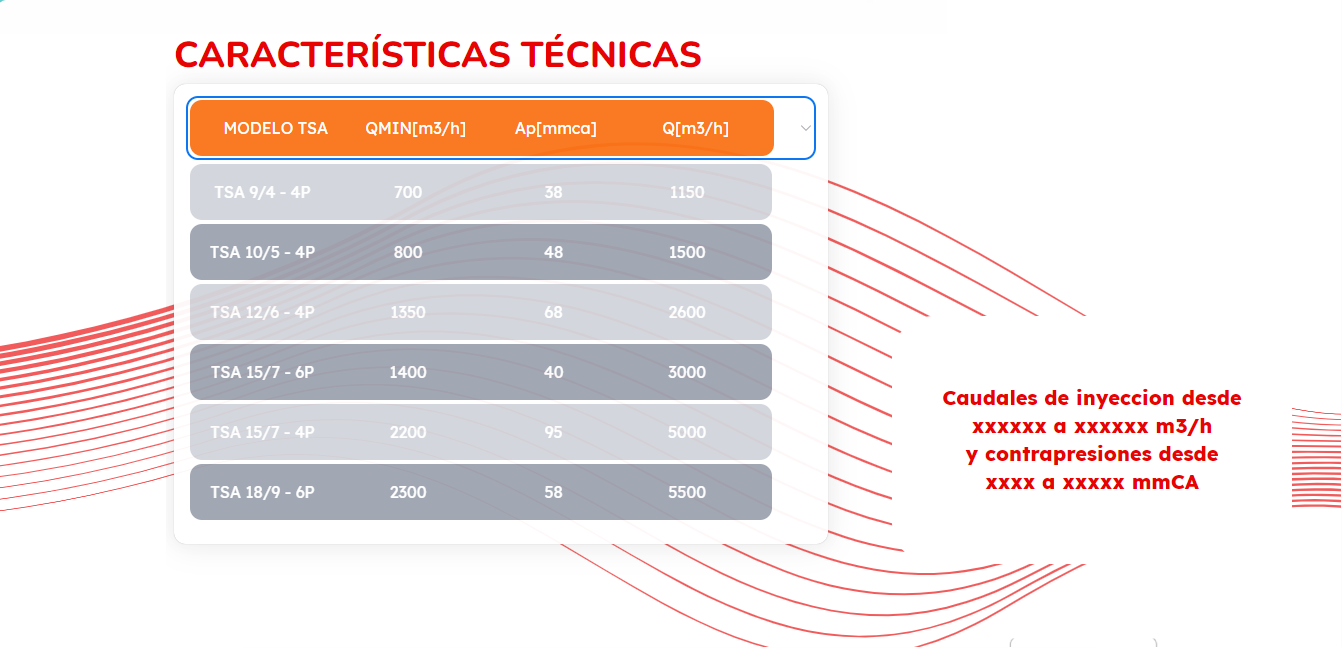 CARACTERÍSTICAS TÉCNICAS
MODELO TSA QMIN[m3/h] Ap[mmca] Q[m3/h]
TSA 9/4 - 4P 700 38 1150
TSA 10/5 - 4P 800 48 1500
TSA 12/6 - 4P 1350 68 2600
TSA 15/7 - 6P 1400 40 3000
TSA 15/7 - 4P 2200 95 5000
TSA 18/9 - 6P 2300 58 5500
Caudales de inyeccion desde
xxxxxx a xxxxxx m3/h
y contrapresiones desde
xxxx a xxxxx mmCA